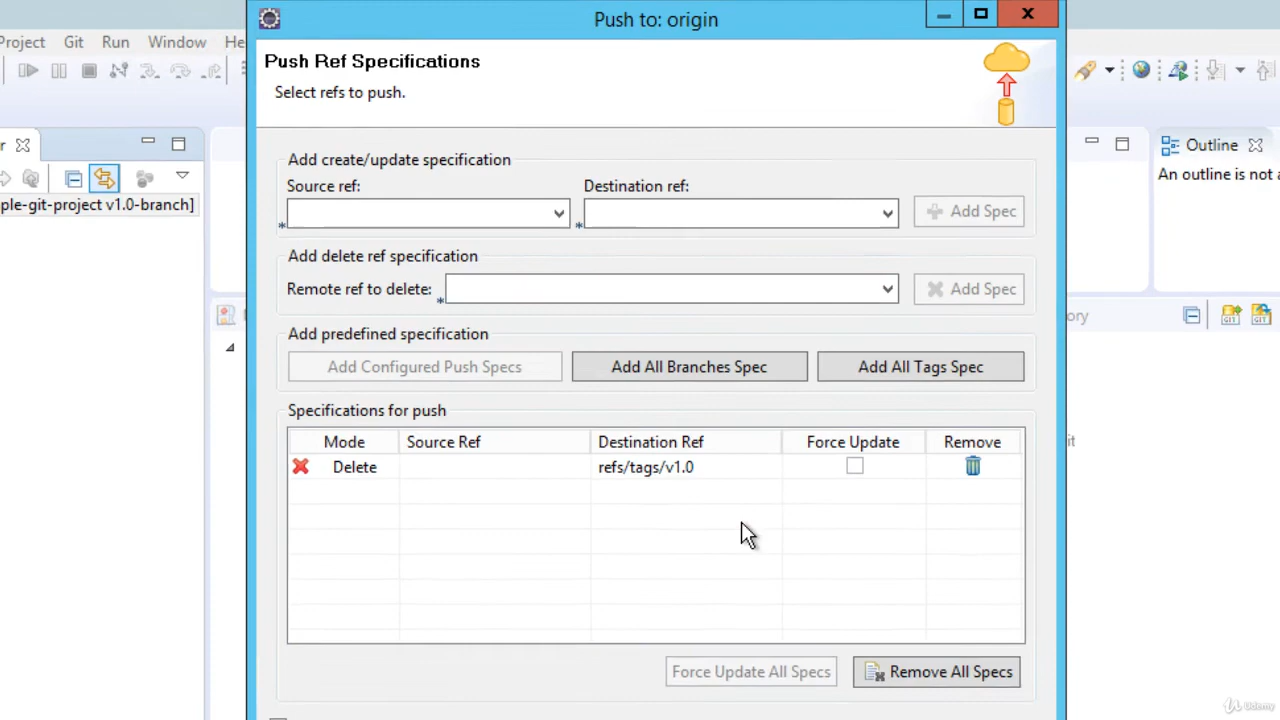 Push to: origin
Project Git Run Window He
Push Ref Specifications
Select refs to push.
r
Outline
An outline is not a
ple-git-project v1.0-branch]
Add create/update specification
Source ref:
Destination ref:
Add Spec
Add delete ref specification
Remote ref to delete:
Add Spec
ory
Add predefined specification
Add Configured Push Specs
Add All Branches Spec
Add All Tags Spec
Specifications for push
Mode Source Ref Destination Ref Force Update Remove
it
Delete refs/tags/v1.0
Force Update All Specs
Remove All Specs
Udemy